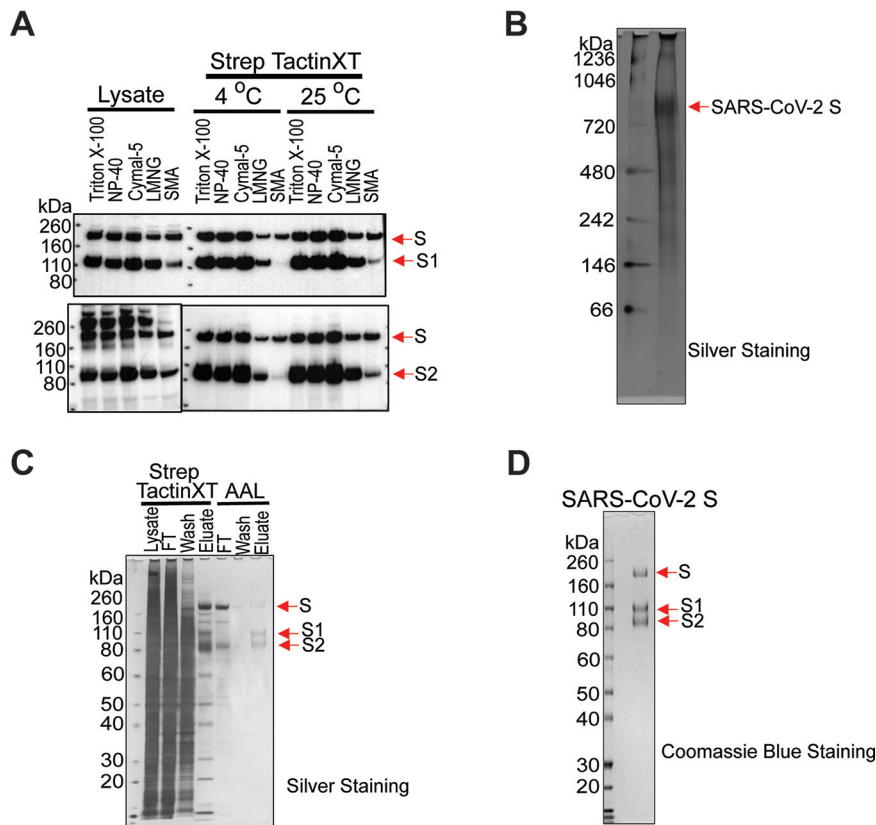 A
Strep TactinXT
Lysate
4 °C
25 °C
Triton X-100
NP-40
Cymal-5
LMNG
SMA
Triton X-100
NP-40
Cymal-5
LMNG
SMA
Triton X-100
NP-40
Cymal-5
LMNG
SMA
kDa
260
160
110
80
S
S1
260
160
110
80
S
S2
B
kDa
1236
1046
720
480
242
146
66
SARS-CoV-2 S
Silver Staining
C
Strep
TactinXT
AAL
Lysate
FT
Wash
Eluate
FT
Wash
Eluate
kDa
260
160
110
80
60
50
40
30
20
S
S1
S2
Silver Staining
D
SARS-CoV-2 S
kDa
260
160
110
80
60
50
40
30
20
S
S1
S2
Coomassie Blue Staining